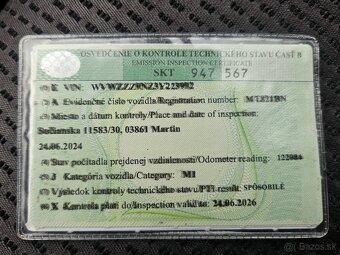 OSVEDČENIE O KONTROLE TECHNICKÉHO STAVU ČASŤ B
EMISSION INSPECTION CERTIFICATE
SKT 947 567
E VIN:
A Evidenčné číslo vozidla/Registration number:
Miesto a dátum kontroly/Place and date of inspection:
Sučianska 11583/30, 03861 Martin
24.06.2024
Stav počítadla prejdenej vzdialenosti/Odometer reading:
J Kategória vozidla/Category: M1
Výsledok kontroly technického stavu/PTI result: SPÔSOBILÉ
X Kontrola platí do/Inspection valid to: 24.06.2026
bazos.sk